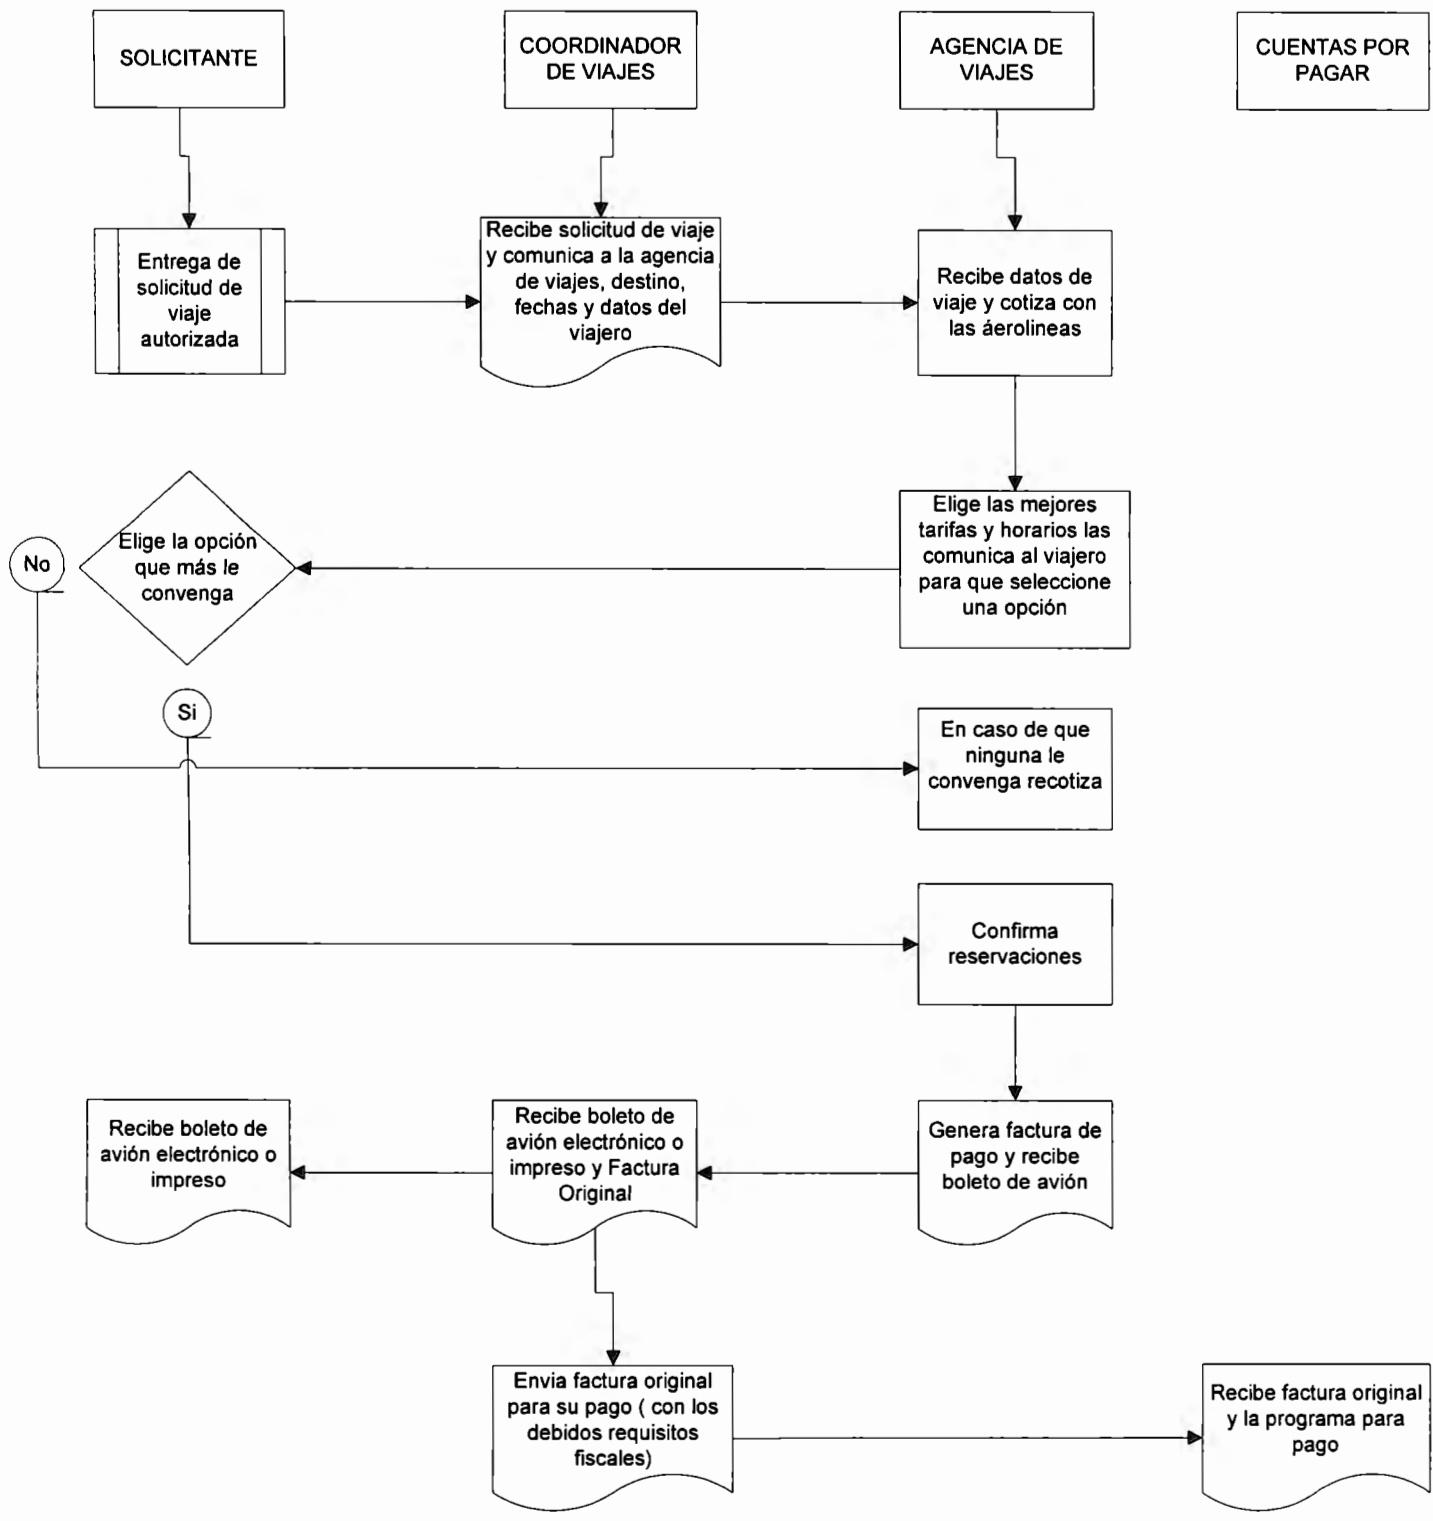 SOLICITANTE
COORDINADOR
DE VIAJES
AGENCIA DE
VIAJES
CUENTAS POR
PAGAR
Entrega de
solicitud de
viaje
autorizada
Recibe solicitud de viaje
y comunica a la agencia
de viajes, destino,
fechas y datos del
viajero
Recibe datos de
viaje y cotiza con
las áerolineas
No
Elige la opción
que más le
convenga
Elige las mejores
tarifas y horarios las
comunica al viajero
para que seleccione
una opción
Si
En caso de que
ninguna le
convenga recotiza
Confirma
reservaciones
Recibe boleto de
avión electrónico o
impreso
Recibe boleto de
avión electrónico o
impreso y Factura
Original
Genera factura de
pago y recibe
boleto de avión
Envia factura original
para su pago ( con los
debidos requisitos
fiscales)
Recibe factura original
y la programa para
pago